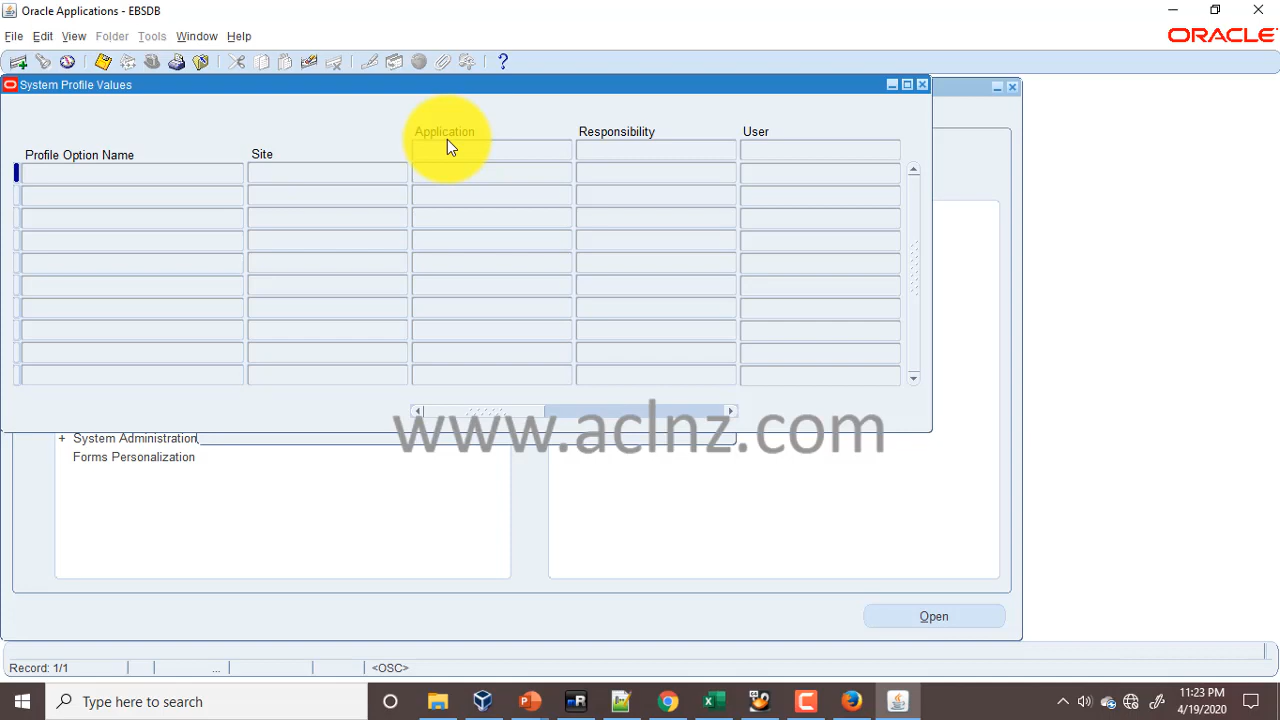 Oracle Applications - EBSDB
File Edit View Folder Tools Window Help
ORACLE
System Profile Values
Application Responsibility User
Profile Option Name Site
www.aclnz.com
+ System Administration
Forms Personalization
Open
Record: 1/1 ... <OSC>
Type here to search
11:23 PM
4/19/2020